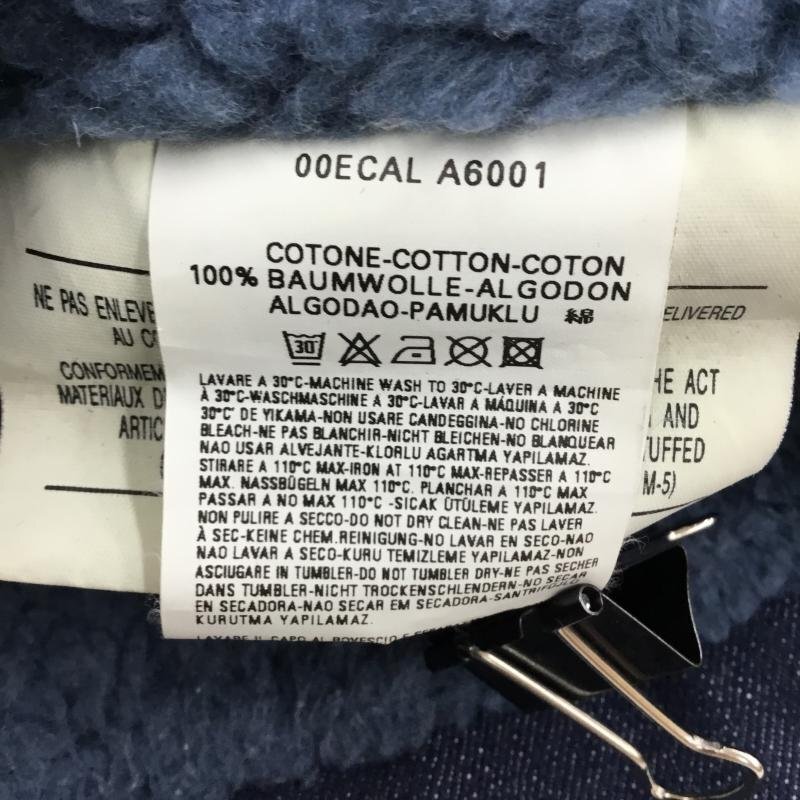 00ECAL A6001
COTONE-COTTON-COTON
100% BAUMWOLLE-ALGODON
ALGODAO-PAMUKLU 綿
30°
LAVARE A 30°C-MACHINE WASH TO 30°C-LAVER A MACHINE
À 30°C-WASCHMASCHINE A 30°C-LAVAR A MÁQUINA A 30°C
30°C' DE YIKAMA-NON USARE CANDEGGINA-NO CHLORINE
BLEACH-NE PAS BLANCHIR-NICHT BLEICHEN-NO BLANQUEAR
NAO USAR ALVEJANTE-KLORLU AGARTMA YAPILAMAZ.
STIRARE A 110°C MAX-IRON AT 110°C MAX-REPASSER A 110°C
MAX. NASSBÜGELN MAX 110°C. PLANCHAR A 110°C MAX
PASSAR A NO MAX 110°C -SICAK ÜTÜLEME YAPILAMAZ.
NON PULIRE A SECCO-DO NOT DRY CLEAN-NE PAS LAVER
À SEC-KEINE CHEM.REINIGUNG-NO LAVAR EN SECO-NAO
NAO LAVAR A SECO-KURU TEMIZLEME YAPILAMAZ-NON
ASCIUGARE IN TUMBLER-DO NOT TUMBLER DRY-NE PAS SECHER
DANS TUMBLER-NICHT TROCKENSCHLENDERN-NO SECAR
EN SECADORA-NAO SECAR EM SECADORA-SANTRIFÜJLE
KURUTMA YAPILAMAZ.
LAVARE IL CAPO AL ROVESCIO E
NE PAS ENLEVE
AU C
CONFORMEM
MATERIAUX D
ARTIC
ELIVERED
HE ACT
AND
TUFFED
M-5)